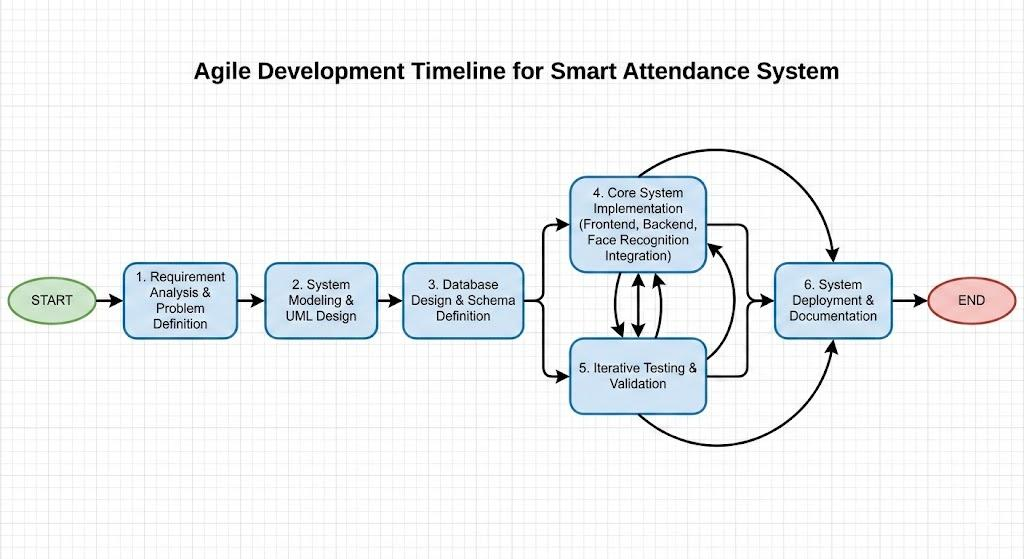 Agile Development Timeline for Smart Attendance System
START
1. Requirement
Analysis &
Problem
Definition
2. System
Modeling &
UML Design
3. Database
Design & Schema
Definition
4. Core System
Implementation
(Frontend, Backend,
Face Recognition
Integration)
5. Iterative Testing &
Validation
6. System
Deployment &
Documentation
END